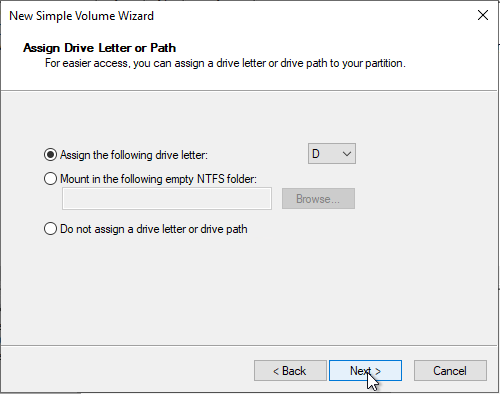 New Simple Volume Wizard
Assign Drive Letter or Path
For easier access, you can assign a drive letter or drive path to your partition.
Assign the following drive letter: D
Mount in the following empty NTFS folder:
Browse...
Do not assign a drive letter or drive path
< Back Next > Cancel